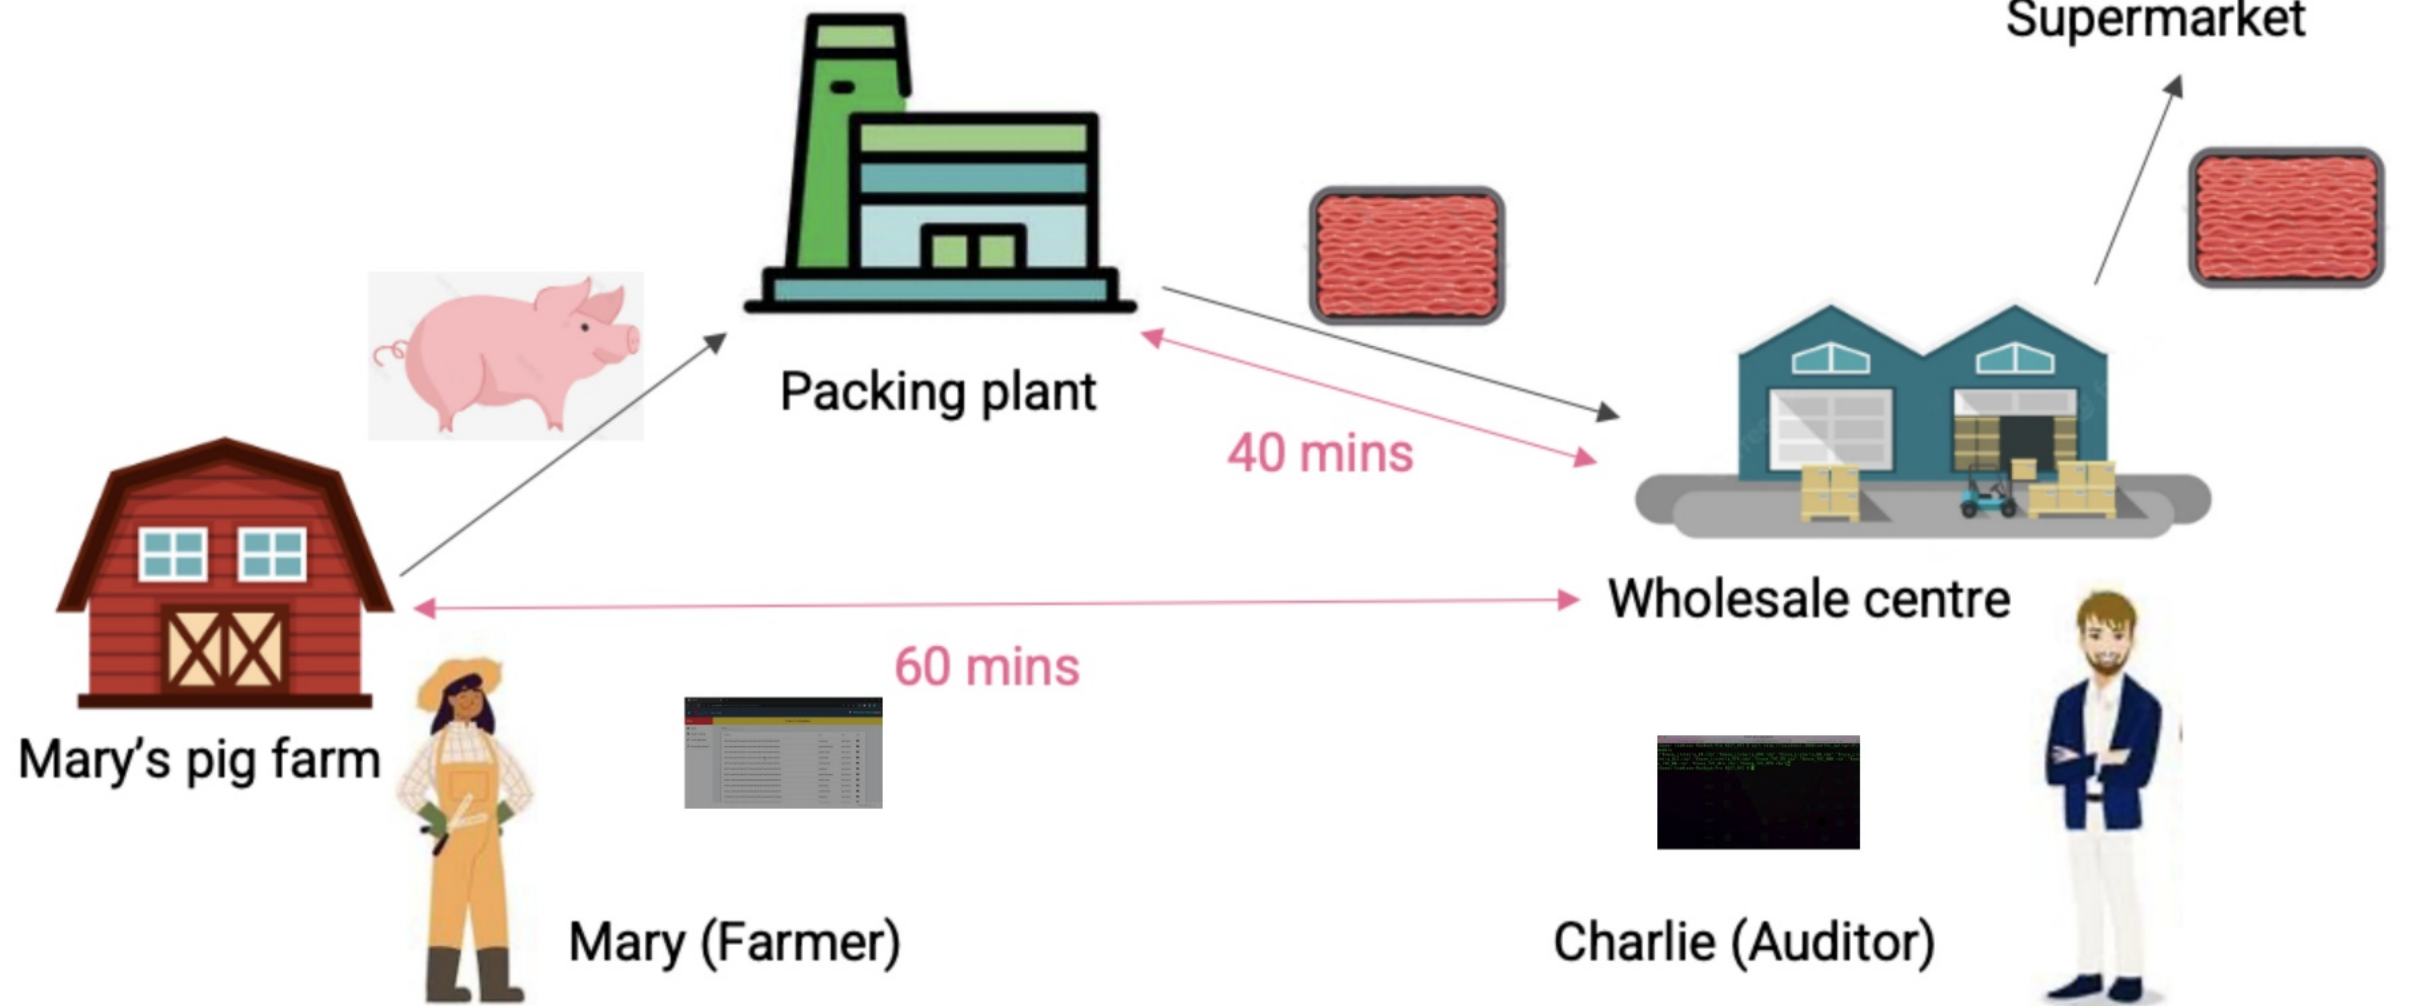 Supermarket
Packing plant
40 mins
Wholesale centre
60 mins
Mary’s pig farm
Mary (Farmer)
Charlie (Auditor)